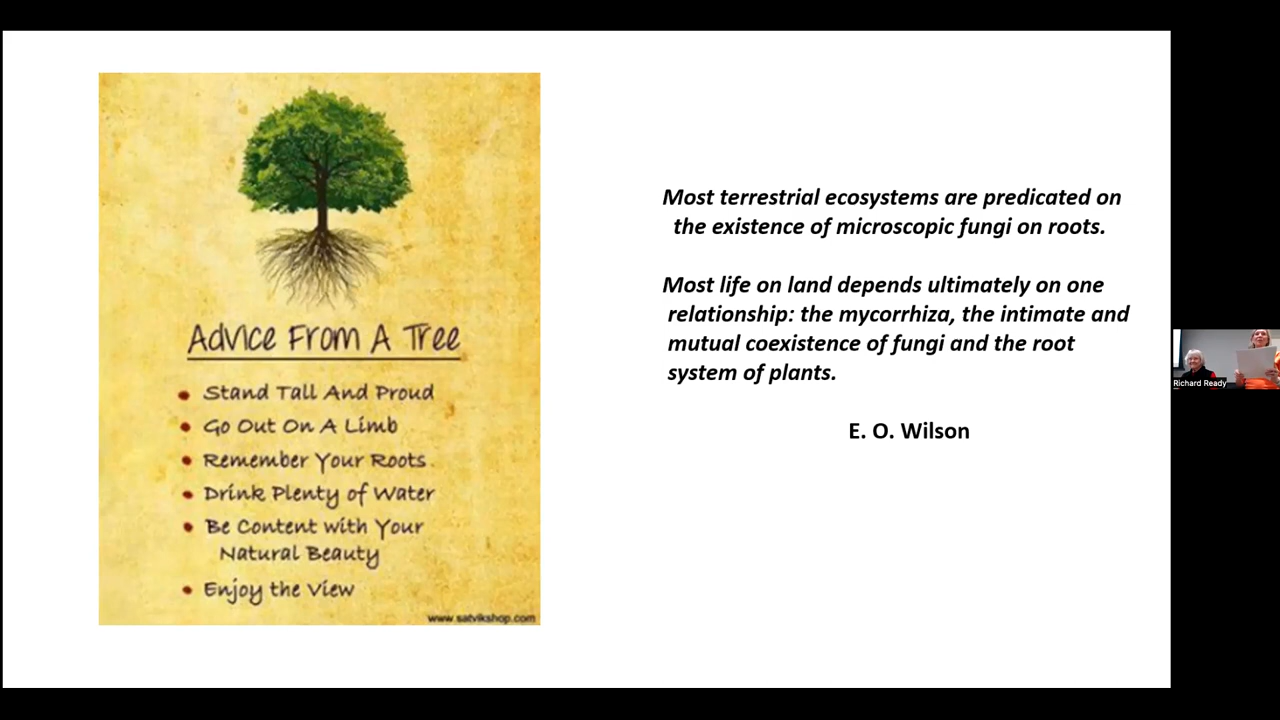 Advice From A Tree
Stand Tall And Proud
Go Out On A Limb
Remember Your Roots
Drink Plenty of Water
Be Content with Your
Natural Beauty
Enjoy the View
www.satvikshop.com
Most terrestrial ecosystems are predicated on
the existence of microscopic fungi on roots.
Most life on land depends ultimately on one
relationship: the mycorrhiza, the intimate and
mutual coexistence of fungi and the root
system of plants.
E. O. Wilson
Richard Ready